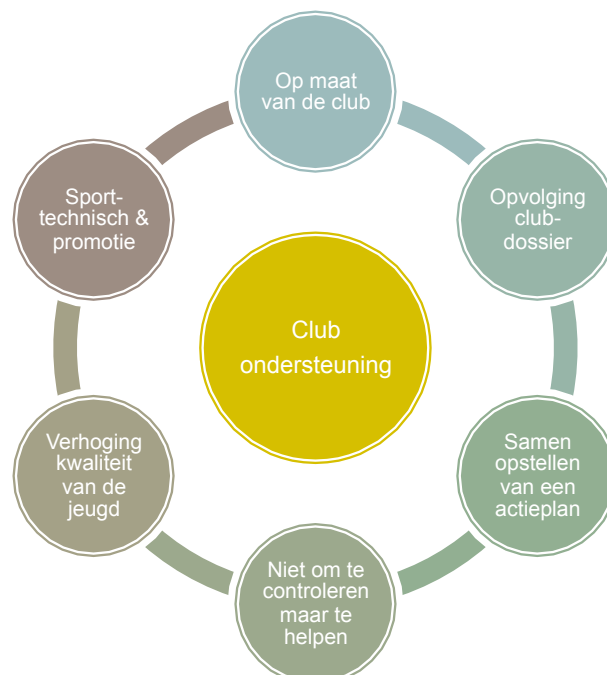 Op maat
van de club
Opvolging
club-
dossier
Samen
opstellen
van een
actieplan
Niet om te
controleren
maar te
helpen
Verhoging
kwaliteit
van de
jeugd
Sport-
technisch &
promotie
Club
ondersteuning